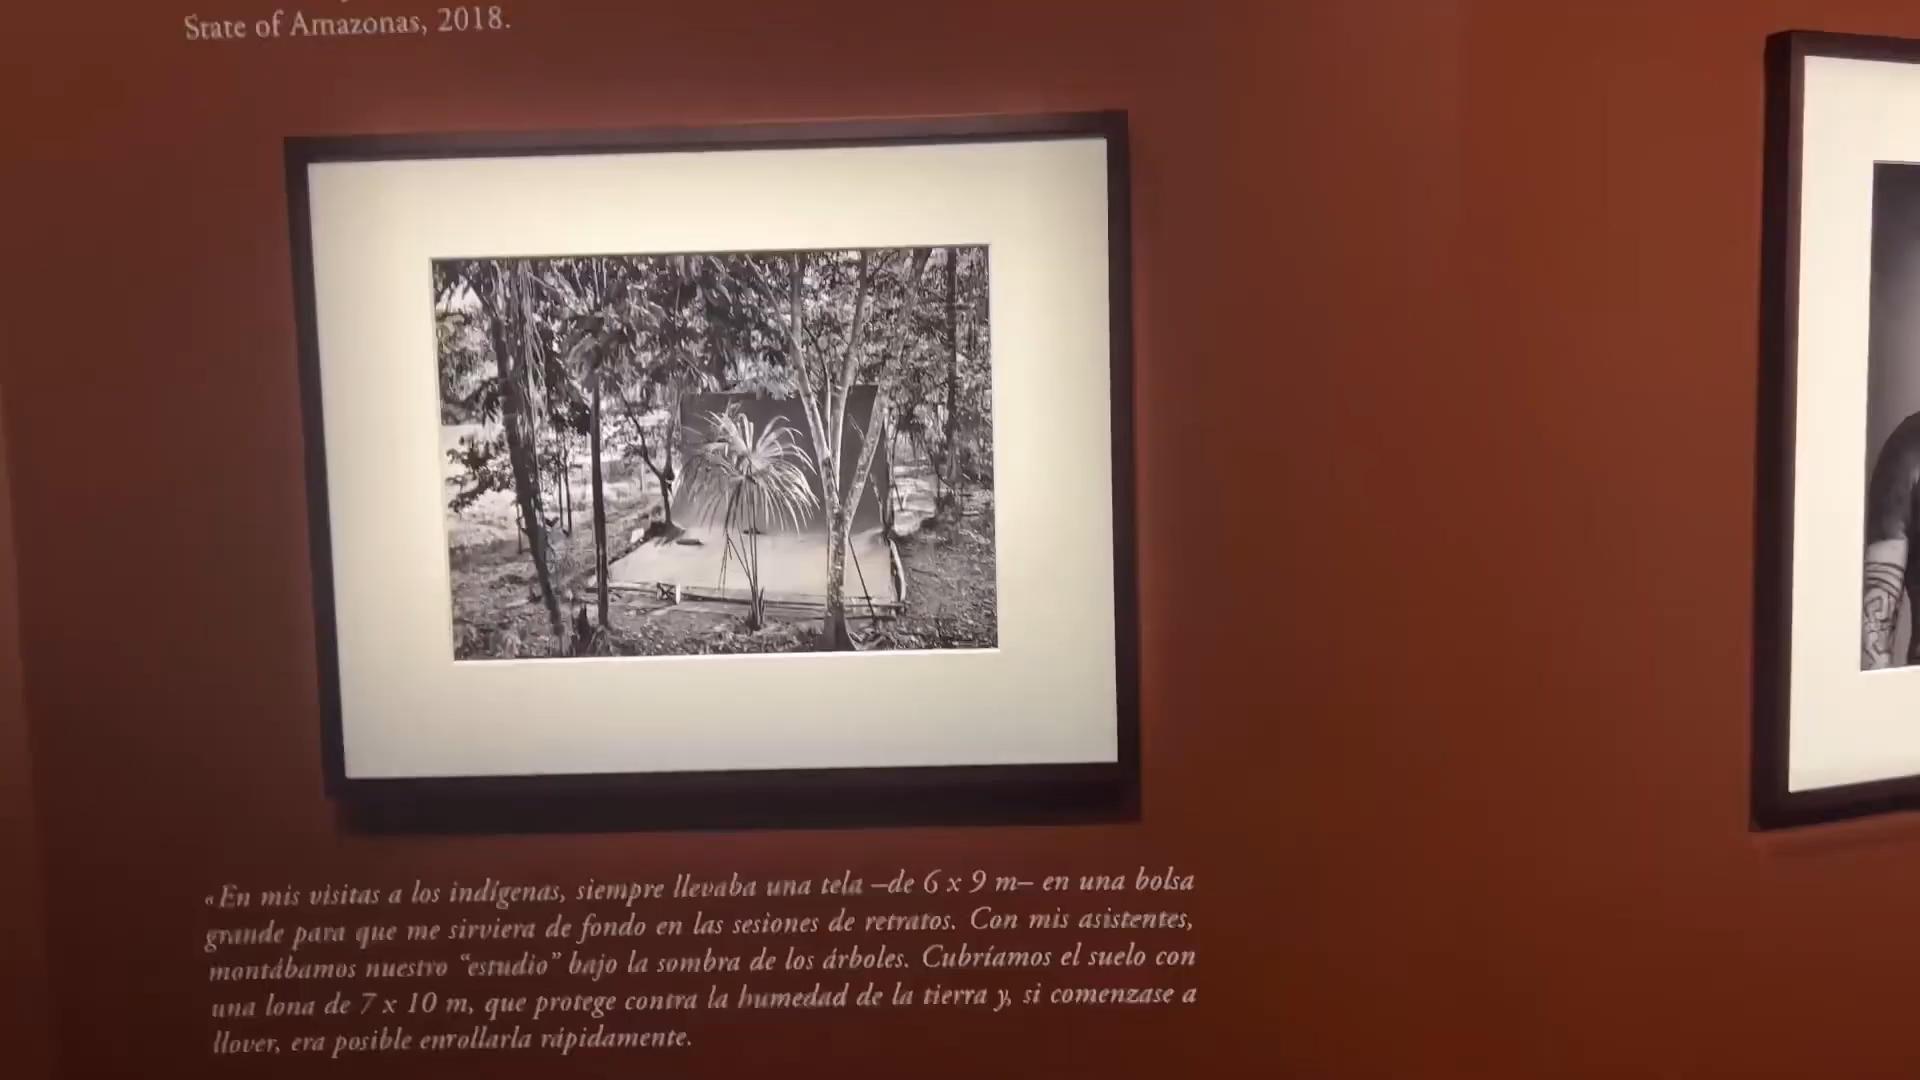 State of Amazonas, 2018.
«En mis visitas a los indígenas, siempre llevaba una tela –de 6 x 9 m– en una bolsa
grande para que me sirviera de fondo en las sesiones de retratos. Con mis asistentes,
montábamos nuestro “estudio” bajo la sombra de los árboles. Cubríamos el suelo con
una lona de 7 x 10 m, que protege contra la humedad de la tierra y, si comenzase a
llover, era posible enrollarla rápidamente.